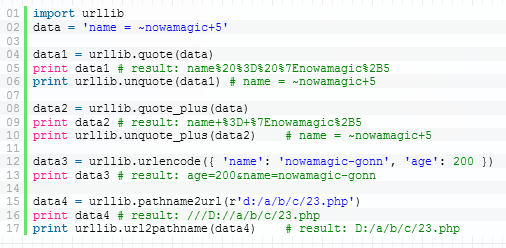 01 import urllib
02 data = 'name = ~nowamagic+5'
03
04 data1 = urllib.quote(data)
05 print data1 # result: name%20%3D%20%7Enowamagic%2B5
06 print urllib.unquote(data1) # name = ~nowamagic+5
07
08 data2 = urllib.quote_plus(data)
09 print data2 # result: name+%3D+%7Enowamagic%2B5
10 print urllib.unquote_plus(data2)    # name = ~nowamagic+5
11
12 data3 = urllib.urlencode({ 'name': 'nowamagic-gonn', 'age': 200 })
13 print data3 # result: age=200&name=nowamagic-gonn
14
15 data4 = urllib.pathname2url(r'd:/a/b/c/23.php')
16 print data4 # result: ///D://a/b/c/23.php
17 print urllib.url2pathname(data4)    # result: D:/a/b/c/23.php